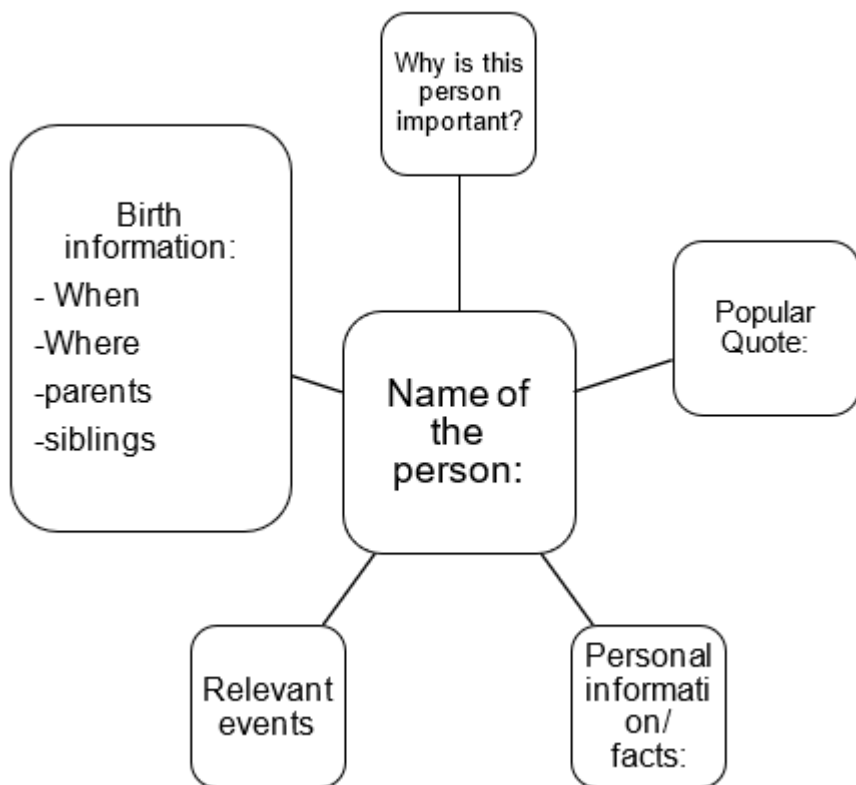 Why is this
person
important?
Birth
information:
- When
-Where
-parents
-siblings
Popular
Quote:
Name of
the
person:
Relevant
events
Personal
informati
on/
facts: